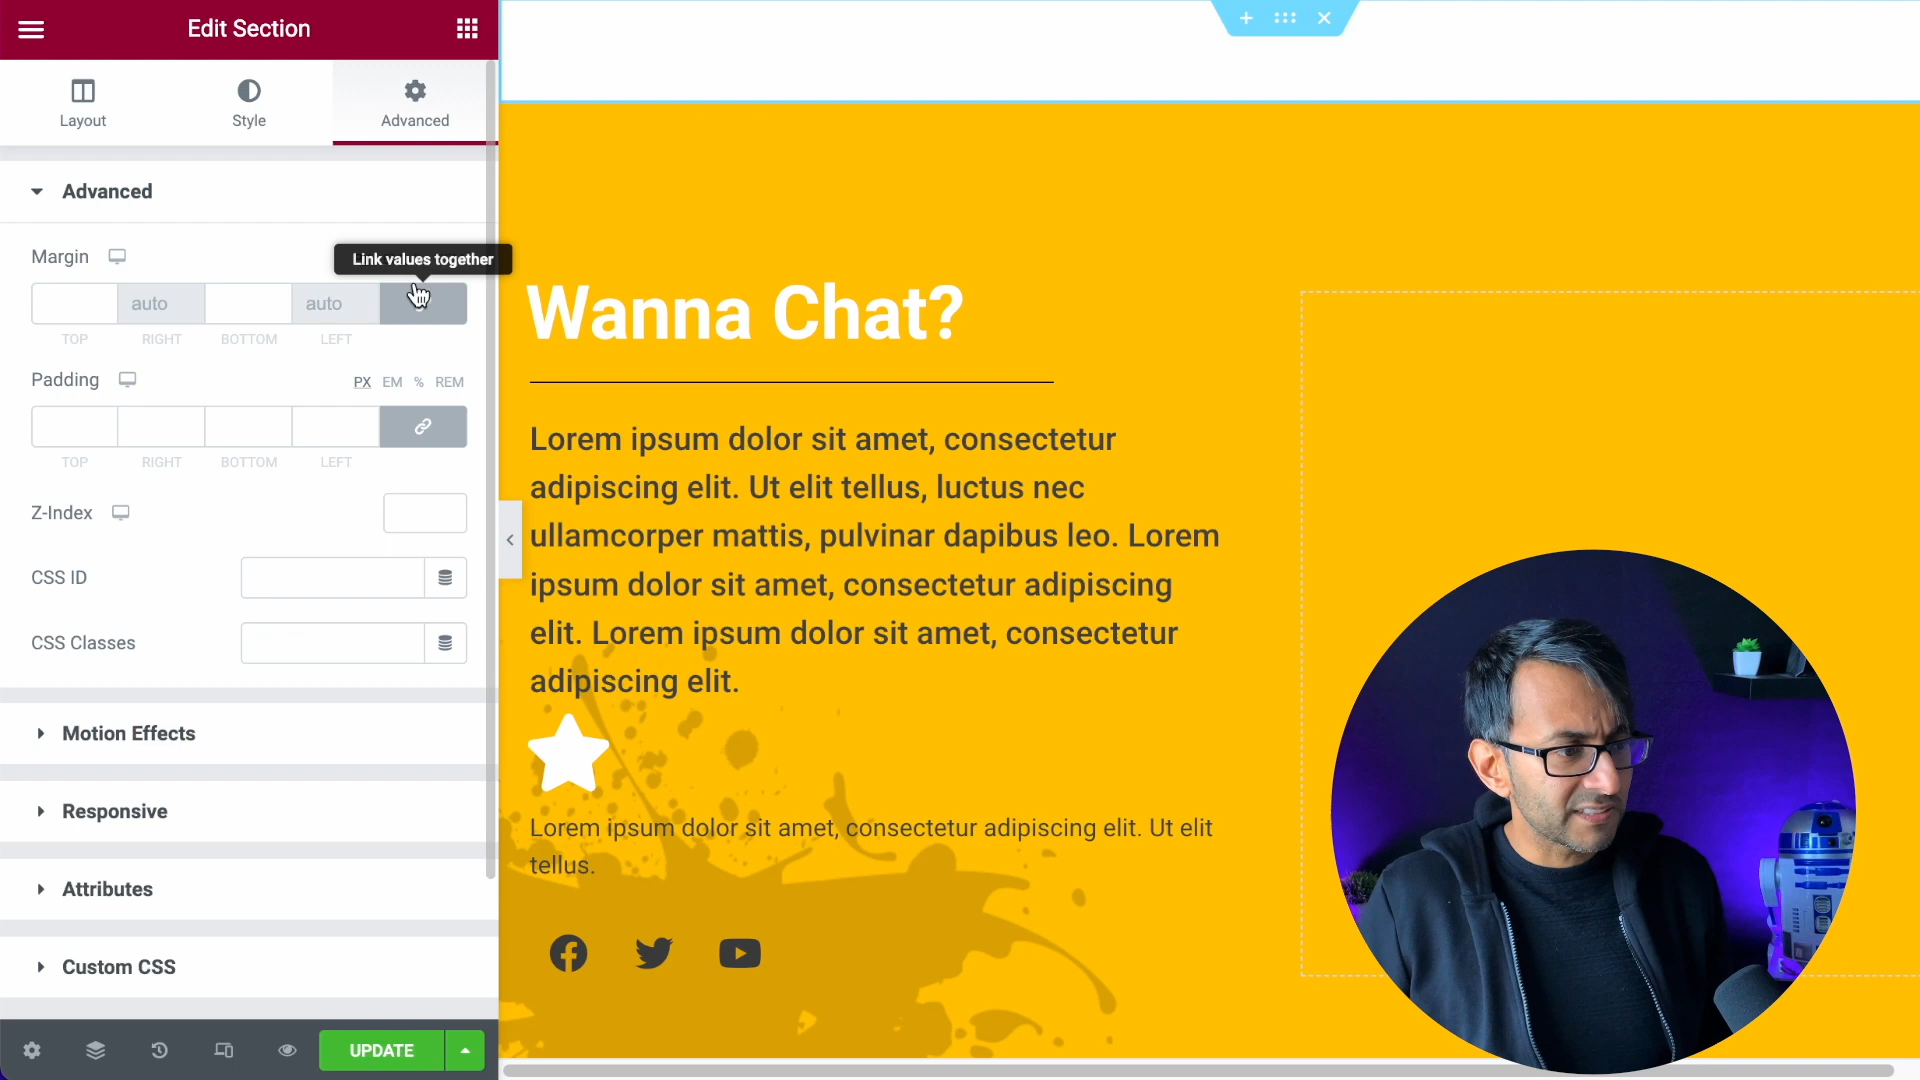 Edit Section
Layout
Style
Advanced
Advanced
Margin
Link values together
auto
auto
TOP
RIGHT
BOTTOM
LEFT
Padding
PX
EM
%
REM
TOP
RIGHT
BOTTOM
LEFT
Z-Index
CSS ID
CSS Classes
Motion Effects
Responsive
Attributes
Custom CSS
UPDATE
Wanna Chat?
Lorem ipsum dolor sit amet, consectetur
adipiscing elit. Ut elit tellus, luctus nec
ullamcorper mattis, pulvinar dapibus leo. Lorem
ipsum dolor sit amet, consectetur adipiscing
elit. Lorem ipsum dolor sit amet, consectetur
adipiscing elit.
Lorem ipsum dolor sit amet, consectetur adipiscing elit. Ut elit
tellus.